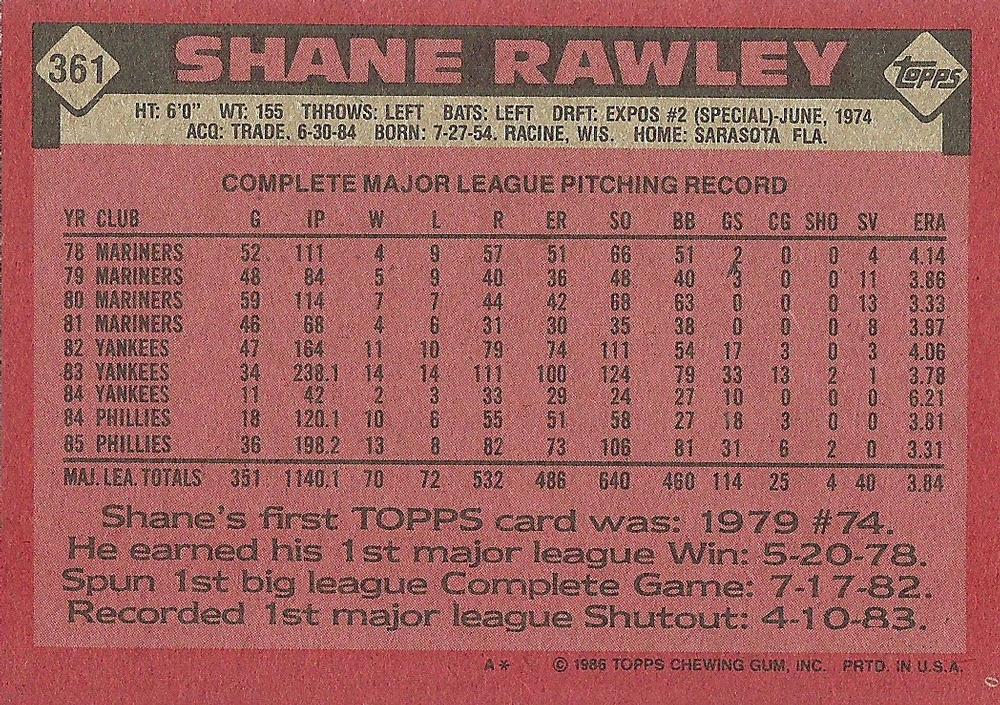 361 SHANE RAWLEY topps
HT: 6'0" WT: 155 THROWS: LEFT BATS: LEFT DRFT: EXPOS #2 (SPECIAL)-JUNE, 1974
ACQ: TRADE, 6-30-84 BORN: 7-27-54, RACINE, WIS. HOME: SARASOTA FLA.
COMPLETE MAJOR LEAGUE PITCHING RECORD
YR CLUB G IP W L R ER SO BB GS CG SHO SV ERA
78 MARINERS 52 111 4 9 57 51 66 51 2 0 0 4 4.14
79 MARINERS 48 84 5 9 40 36 48 40 3 0 0 11 3.86
80 MARINERS 59 114 7 7 44 42 68 63 0 0 0 13 3.33
81 MARINERS 46 68 4 6 31 30 35 38 0 0 0 8 3.97
82 YANKEES 47 164 11 10 79 74 111 54 17 3 0 3 4.06
83 YANKEES 34 238.1 14 14 111 100 124 79 33 13 2 1 3.78
84 YANKEES 11 42 2 3 33 29 24 27 10 0 0 0 6.21
84 PHILLIES 18 120.1 10 6 55 51 58 27 18 3 0 0 3.81
85 PHILLIES 36 198.2 13 8 82 73 106 81 31 6 2 0 3.31
MAJ. LEA. TOTALS 351 1140.1 70 72 532 486 640 460 114 25 4 40 3.84
Shane's first TOPPS card was: 1979 #74.
He earned his 1st major league Win: 5-20-78.
Spun 1st big league Complete Game: 7-17-82.
Recorded 1st major league Shutout: 4-10-83.
A* © 1986 TOPPS CHEWING GUM, INC. PRTD. IN U.S.A.